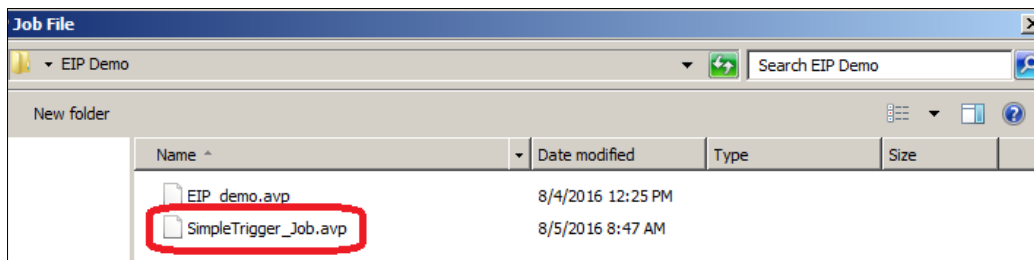 Job File
EIP Demo
Search EIP Demo
New folder
Name Date modified Type Size
EIP_demo.avp 8/4/2016 12:25 PM
SimpleTrigger_Job.avp 8/5/2016 8:47 AM